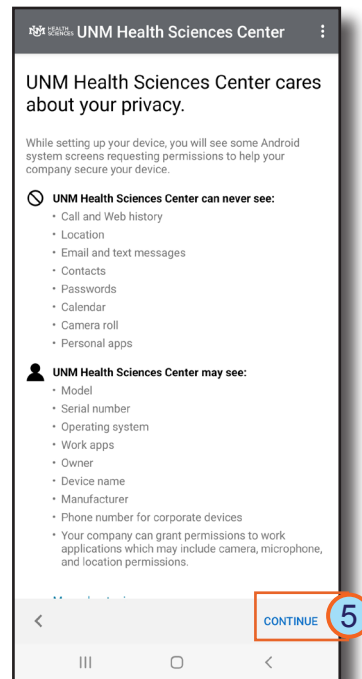 HEALTH
SCIENCES UNM Health Sciences Center
UNM Health Sciences Center cares
about your privacy.
While setting up your device, you will see some Android
system screens requesting permissions to help your
company secure your device.
UNM Health Sciences Center can never see:
• Call and Web history
• Location
• Email and text messages
• Contacts
• Passwords
• Calendar
• Camera roll
• Personal apps
UNM Health Sciences Center may see:
• Model
• Serial number
• Operating system
• Work apps
• Owner
• Device name
• Manufacturer
• Phone number for corporate devices
• Your company can grant permissions to work
applications which may include camera, microphone,
and location permissions.
CONTINUE 5